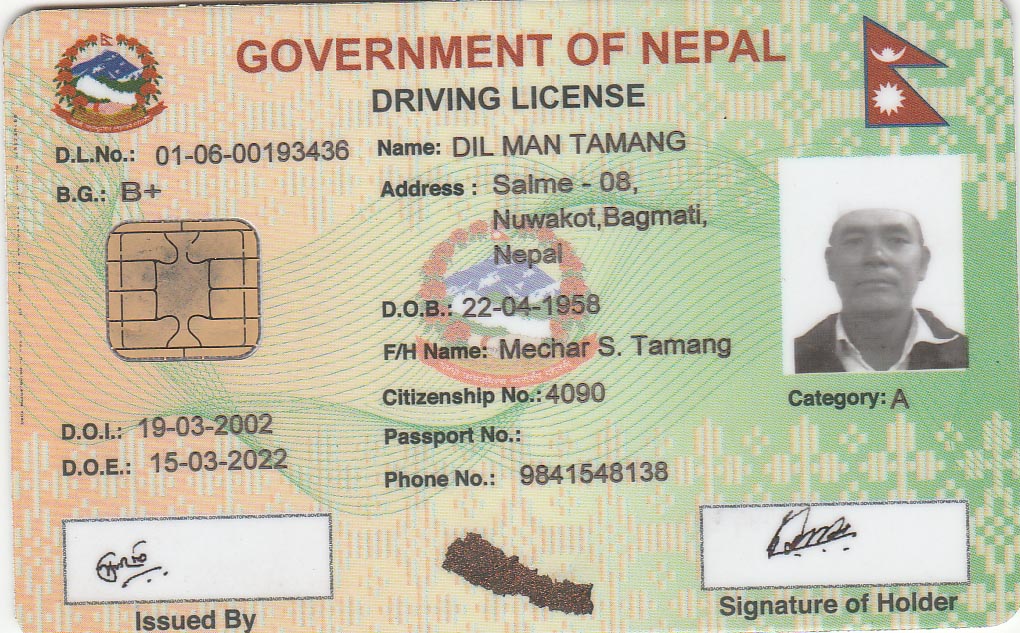 GOVERNMENT OF NEPAL
DRIVING LICENSE
D.L.No.: 01-06-00193436
B.G.: B+
Name: DIL MAN TAMANG
Address : Salme - 08,
Nuwakot,Bagmati,
Nepal
D.O.B.: 22-04-1958
F/H Name: Mechar S. Tamang
Citizenship No.: 4090
Passport No.:
Phone No.: 9841548138
D.O.I.: 19-03-2002
D.O.E.: 15-03-2022
Category: A
Issued By
Signature of Holder